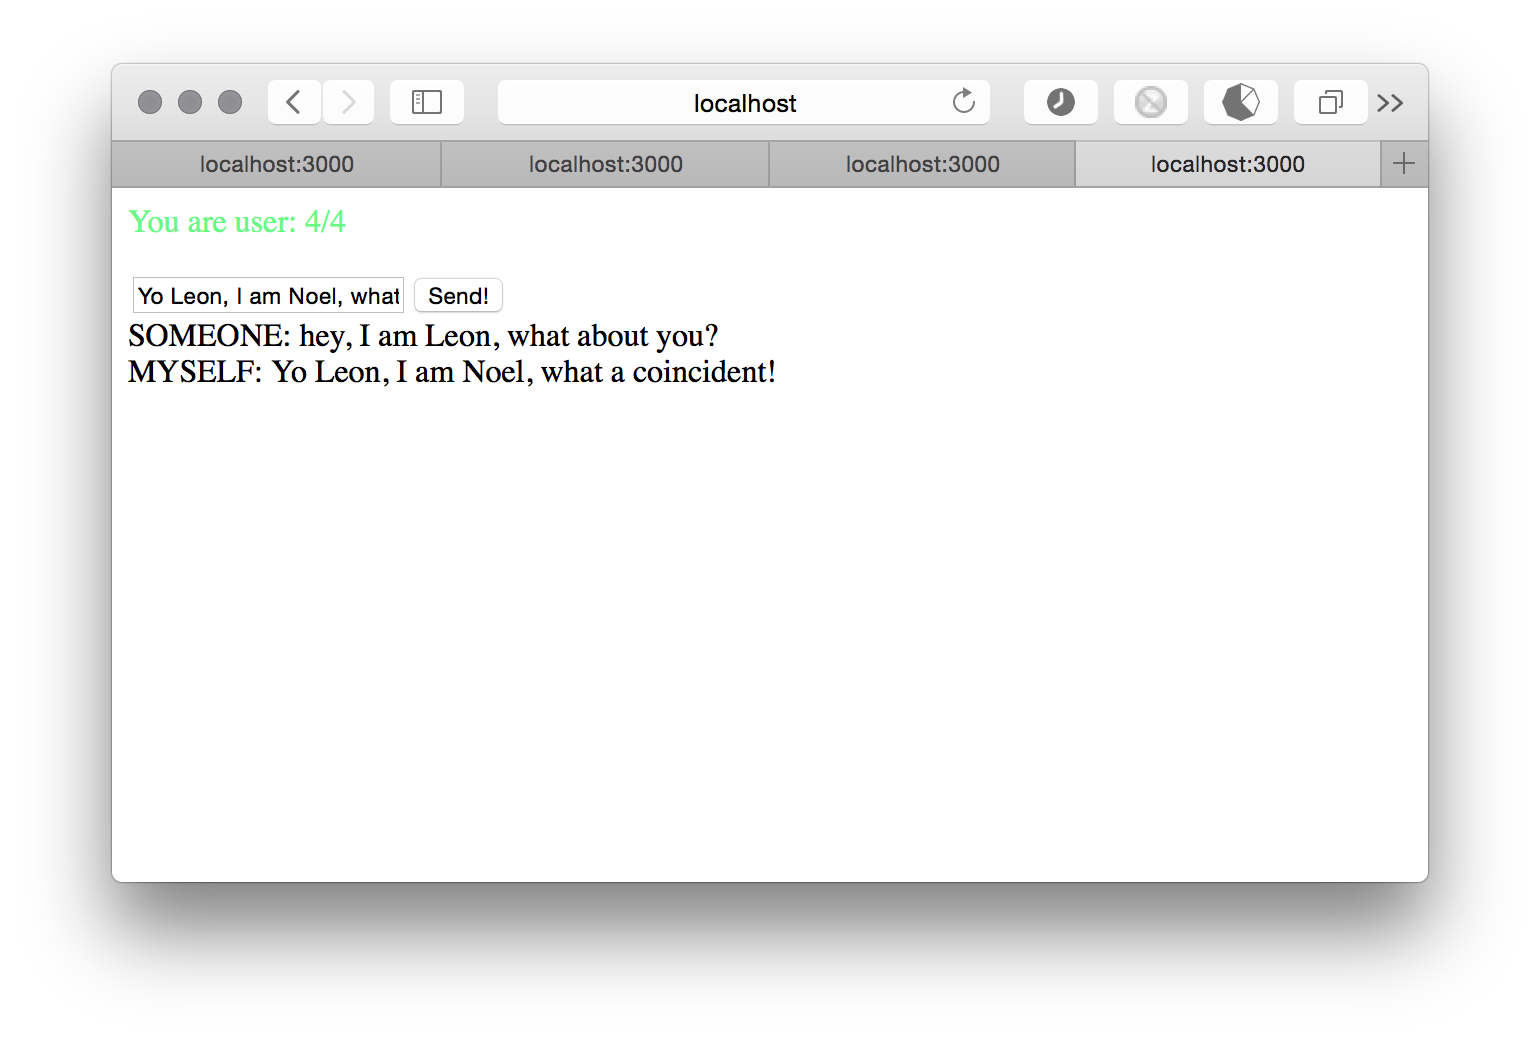 localhost
localhost:3000 localhost:3000 localhost:3000 localhost:3000
You are user: 4/4
Yo Leon, I am Noel, what Send!
SOMEONE: hey, I am Leon, what about you?
MYSELF: Yo Leon, I am Noel, what a coincident!